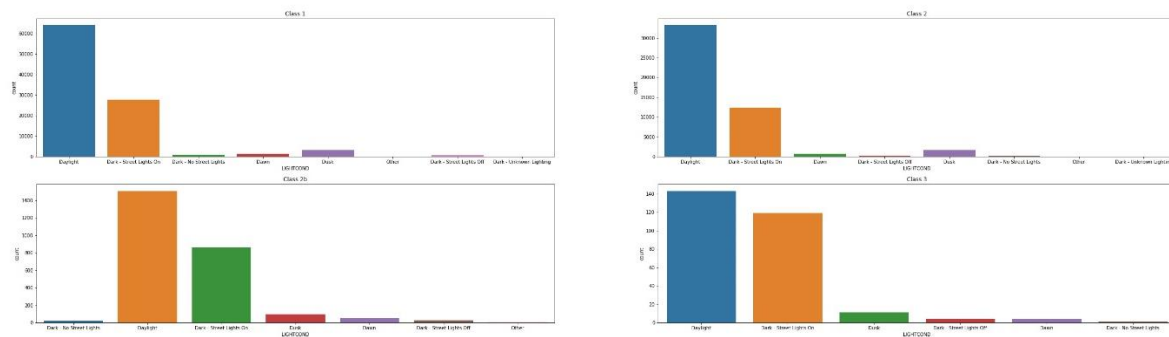 Class 1
60000
50000
40000
30000
20000
10000
0
count
Daylight Dark - Street Lights On Dark - No Street Lights Dawn Dusk Other Dark - Street Lights Off Dark - Unknown Lighting
LIGHTCOND
Class 2
30000
25000
20000
15000
10000
5000
0
count
Daylight Dark - Street Lights On Dawn Dark - Street Lights Off Dusk Dark - No Street Lights Other Dark - Unknown Lighting
LIGHTCOND
Class 2b
1400
1200
1000
800
600
400
200
0
count
Dark - No Street Lights Daylight Dark - Street Lights On Dusk Dawn Dark - Street Lights Off Other
LIGHTCOND
Class 3
140
120
100
80
60
40
20
0
count
Daylight Dark - Street Lights On Dusk Dark - Street Lights Off Dawn Dark - No Street Lights
LIGHTCOND